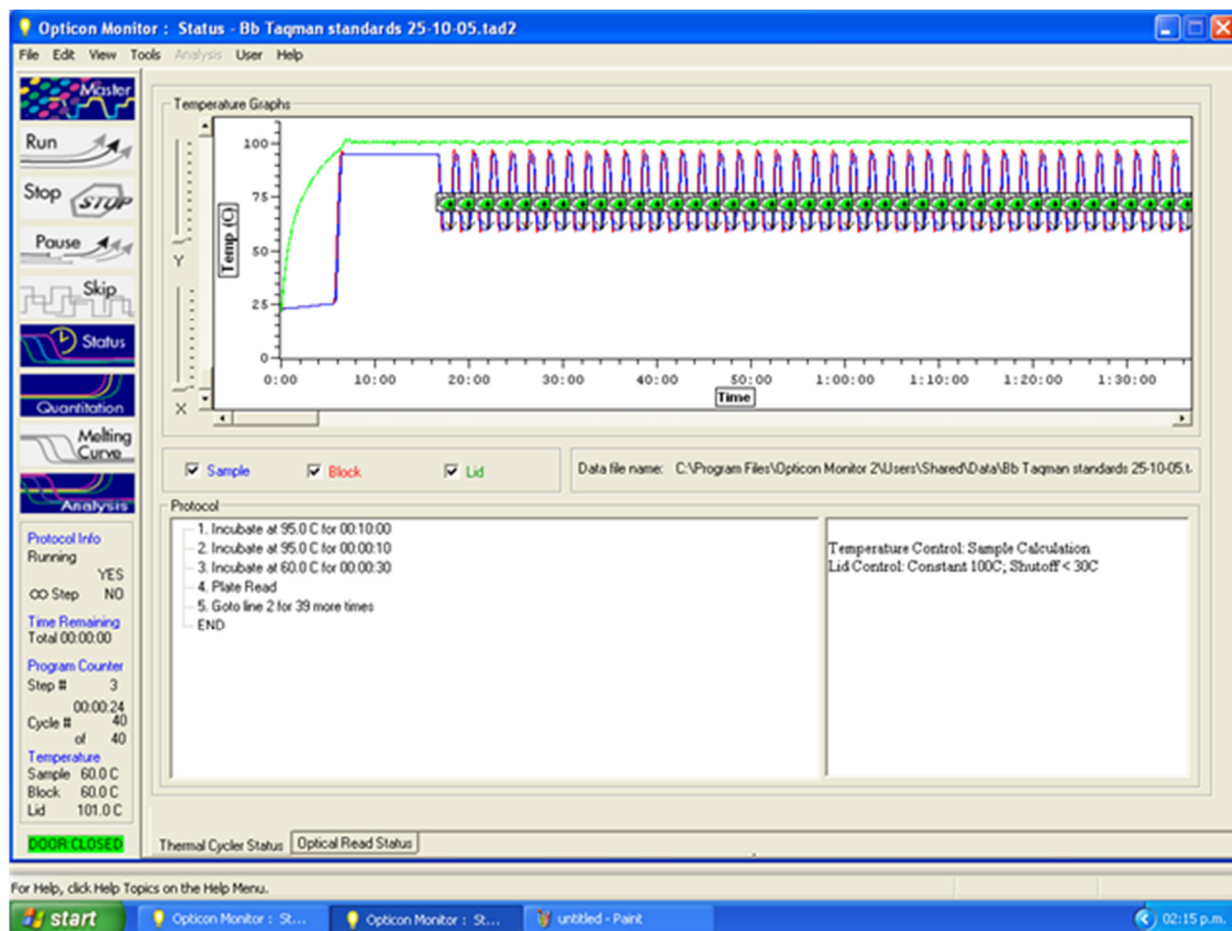 Opticon Monitor : Status - Bb Taqman standards 25-10-05.tad2
File Edit View Tools Analysis User Help
Master
Run
Stop STOP
Pause
Skip
Status
Quantitation
Melting
Curve
Analysis
Protocol Info
Running
YES
∞ Step NO
Time Remaining
Total 00:00:00
Program Counter
Step # 3
00:00:24
Cycle # 40
of 40
Temperature
Sample 60.0 C
Block 60.0 C
Lid 101.0 C
DOOR:CLOSED
Temperature Graphs
Y
X
Temp (C)
100
75
50
25
0
0:00 10:00 20:00 30:00 40:00 50:00 1:00:00 1:10:00 1:20:00 1:30:00
Time
Sample Block Lid
Data file name: C:\Program Files\Opticon Monitor 2\Users\Shared\Data\Bb Taqman standards 25-10-05.t
Protocol
1. Incubate at 95.0 C for 00:10:00
2. Incubate at 95.0 C for 00:00:10
3. Incubate at 60.0 C for 00:00:30
4. Plate Read
5. Goto line 2 for 39 more times
END
Temperature Control: Sample Calculation
Lid Control: Constant 100C; Shutoff < 30C
Thermal Cycler Status Optical Read Status
For Help, click Help Topics on the Help Menu.
start Opticon Monitor : St... Opticon Monitor : St... untitled - Paint 02:15 p.m.